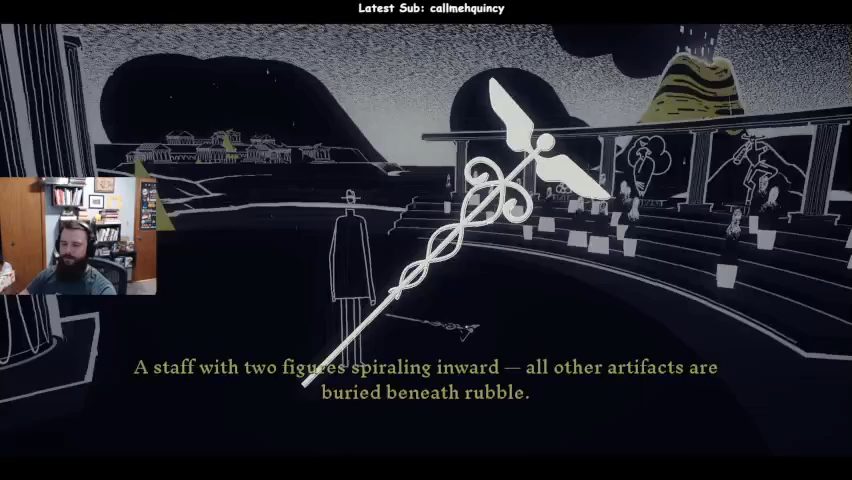 Latest Sub: callmehquincy
A staff with two figures spiraling inward — all other artifacts are
buried beneath rubble.